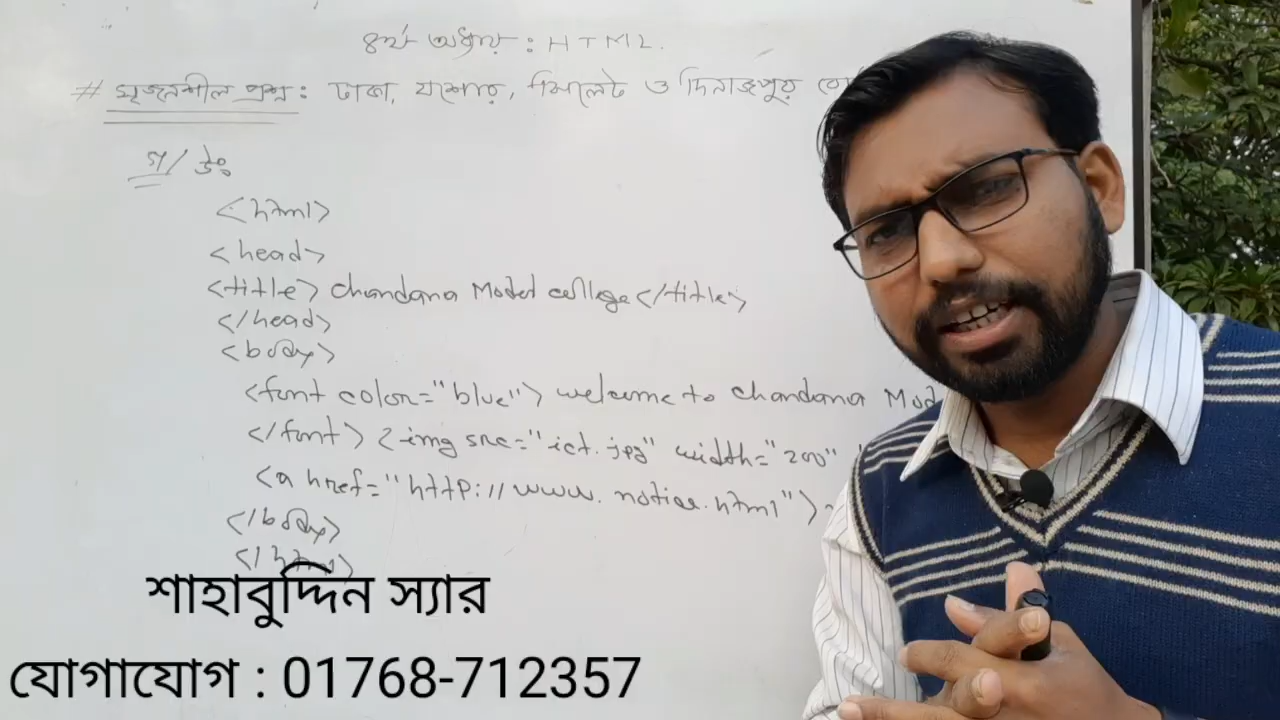 ৪র্থ অধ্যায় : HTML.
# সৃজনশীল প্রশ্ন : ঢাকা, যশোর, সিলেট ও দিনাজপুর
গ/ উঃ
<html>
<head>
<title> Chandana Model college </title>
</head>
<body>
<font color="blue"> welcome to Chandana
</font> <img src="ict.jpg" width="200"
<a href="http://www.notice.html">
</body>
</html>
শাহাবুদ্দিন স্যার
যোগাযোগ : 01768-712357